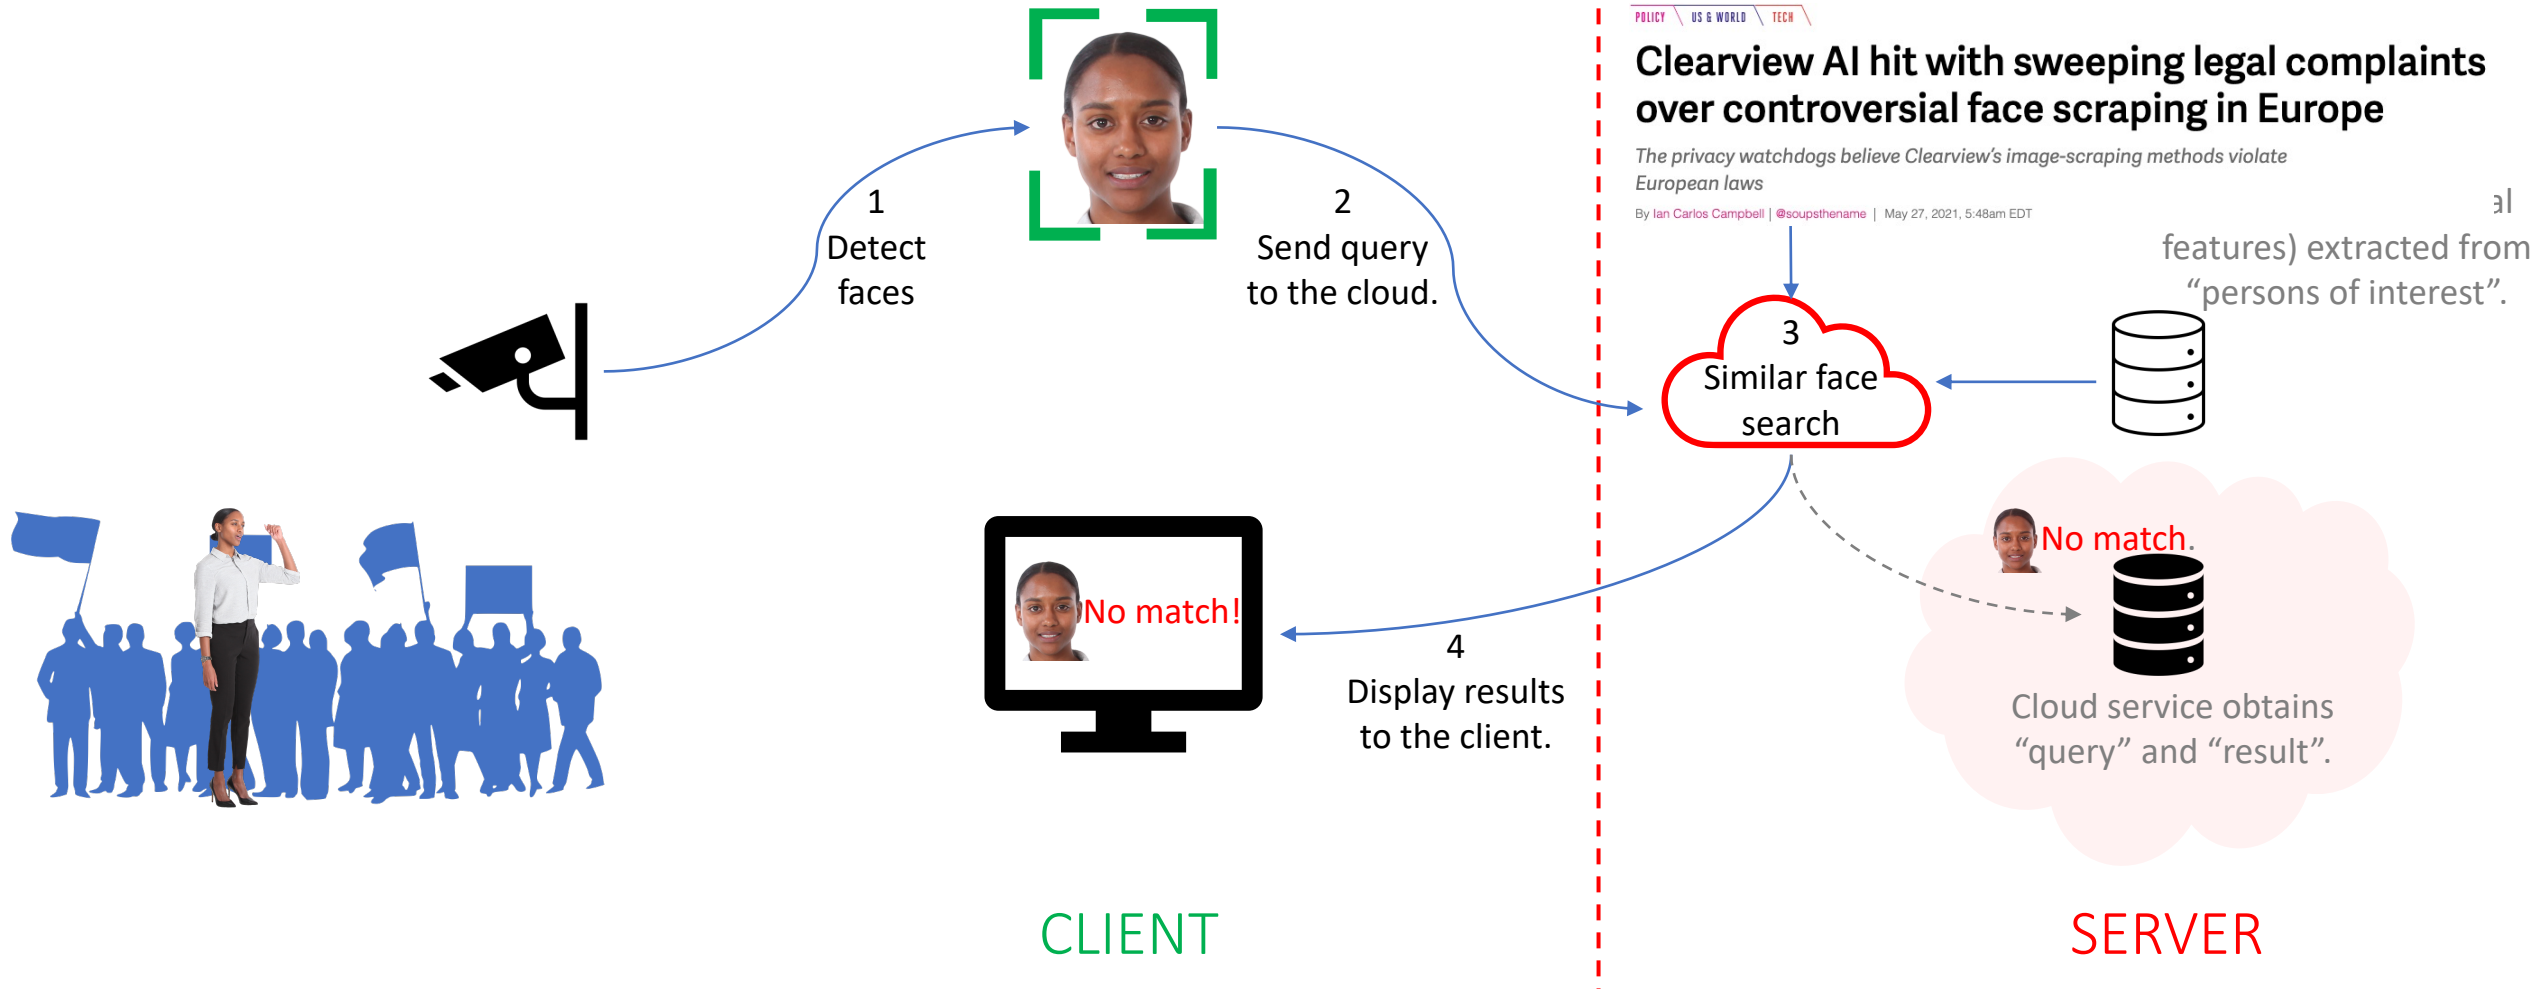 POLICY US & WORLD TECH
Clearview AI hit with sweeping legal complaints
over controversial face scraping in Europe
The privacy watchdogs believe Clearview's image-scraping methods violate
European laws
By Ian Carlos Campbell | @soupsthename | May 27, 2021, 5:48am EDT
al
features) extracted from
“persons of interest”.
1
Detect
faces
2
Send query
to the cloud.
3
Similar face
search
No match!
4
Display results
to the client.
No match.
Cloud service obtains
“query” and “result”.
CLIENT
SERVER